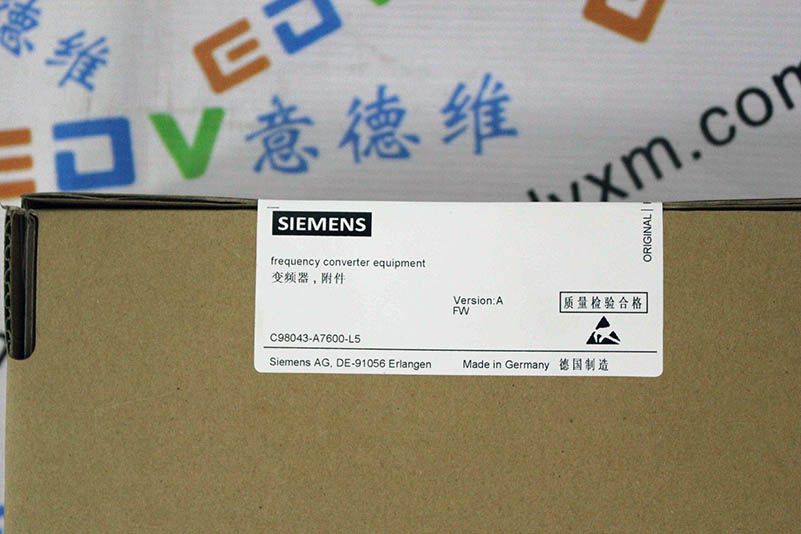 意德维
EDV
EDV 意德维
dvxm.com
SIEMENS
frequency converter equipment
变频器，附件
Version:A
FW
质量检验合格
C98043-A7600-L5
Siemens AG, DE-91056 Erlangen
Made in Germany 德国制造
ORIGINAL